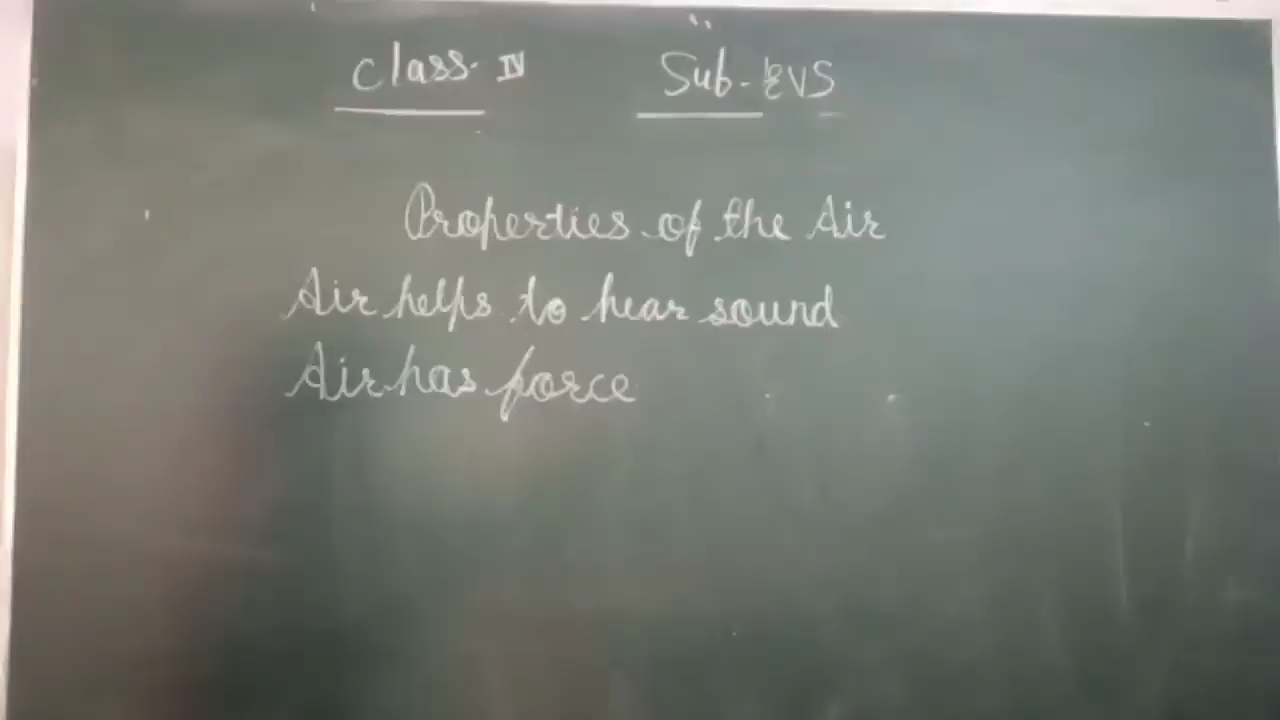 Class- IV Sub- EVS
Properties of the Air
Air helps to hear sound
Air has force